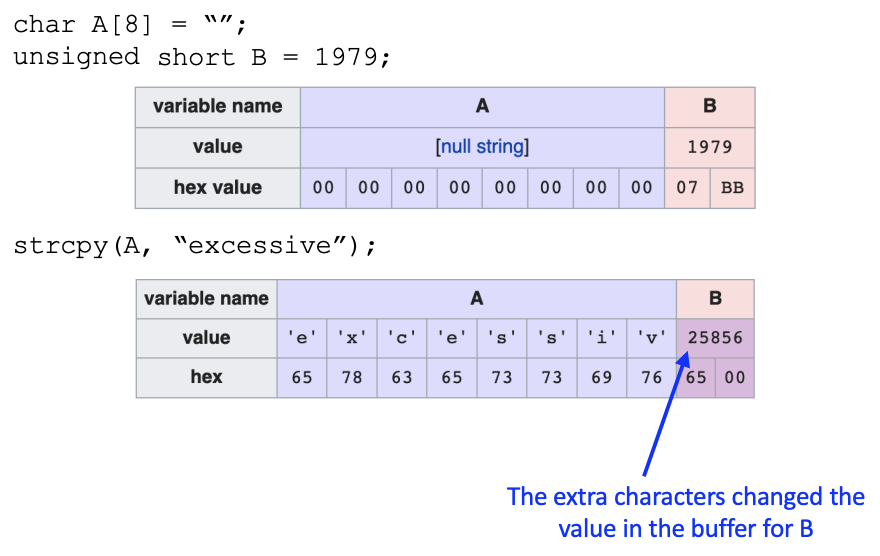 char A[8] = “”;
unsigned short B = 1979;
variable name A B
value [null string] 1979
hex value 00 00 00 00 00 00 00 00 07 BB
strcpy(A, “excessive”);
variable name A B
value 'e' 'x' 'c' 'e' 's' 's' 'i' 'v' 25856
hex 65 78 63 65 73 73 69 76 65 00
The extra characters changed the
value in the buffer for B